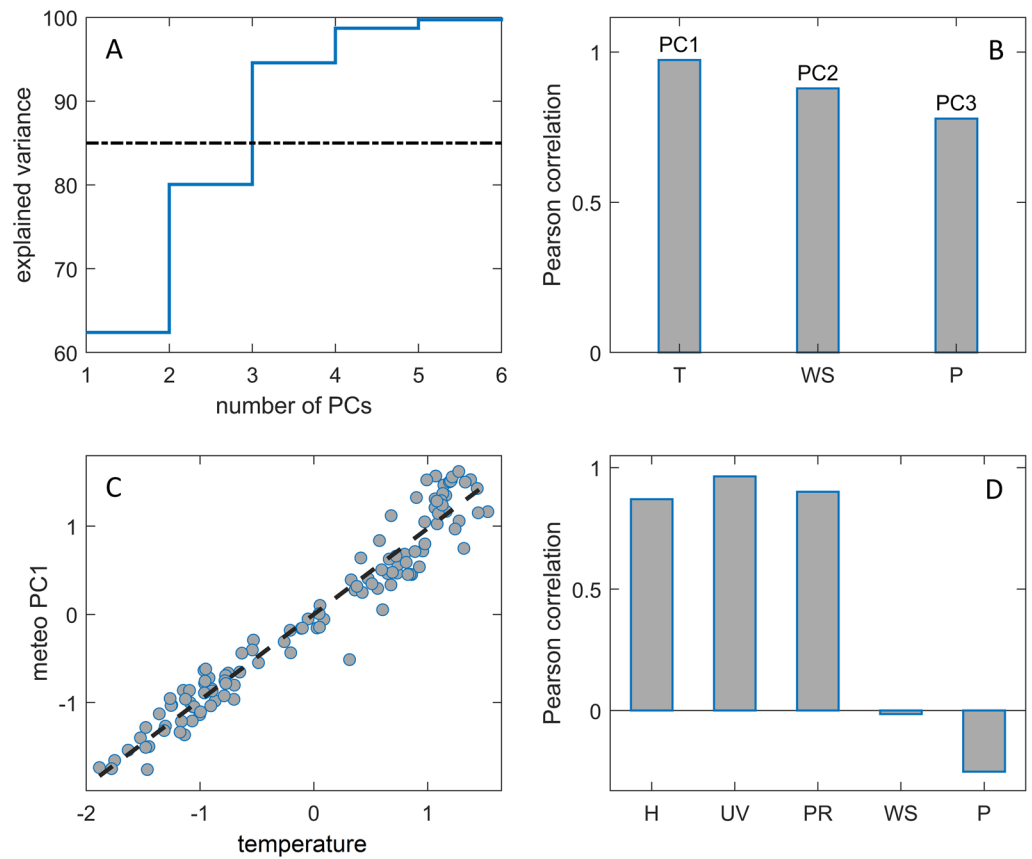 A
100
100
90
80
70
60
explained variance
1 2 3 4 5 6
number of PCs
B
PC1
PC2
PC3
1
0.5
0
Pearson correlation
T WS P
C
1
0
-1
meteo PC1
-2 -1 0 1
temperature
D
1
0.5
0
Pearson correlation
H UV PR WS P